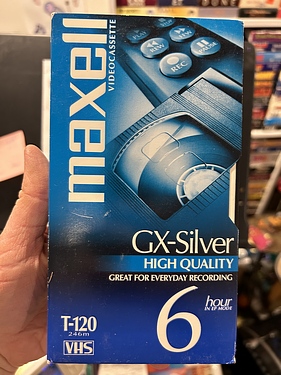 maxell
VIDEOCASSETTE
REW
REC
GX-Silver
HIGH QUALITY
GREAT FOR EVERYDAY RECORDING
T-120
246m
VHS
6
hour
IN EP MODE